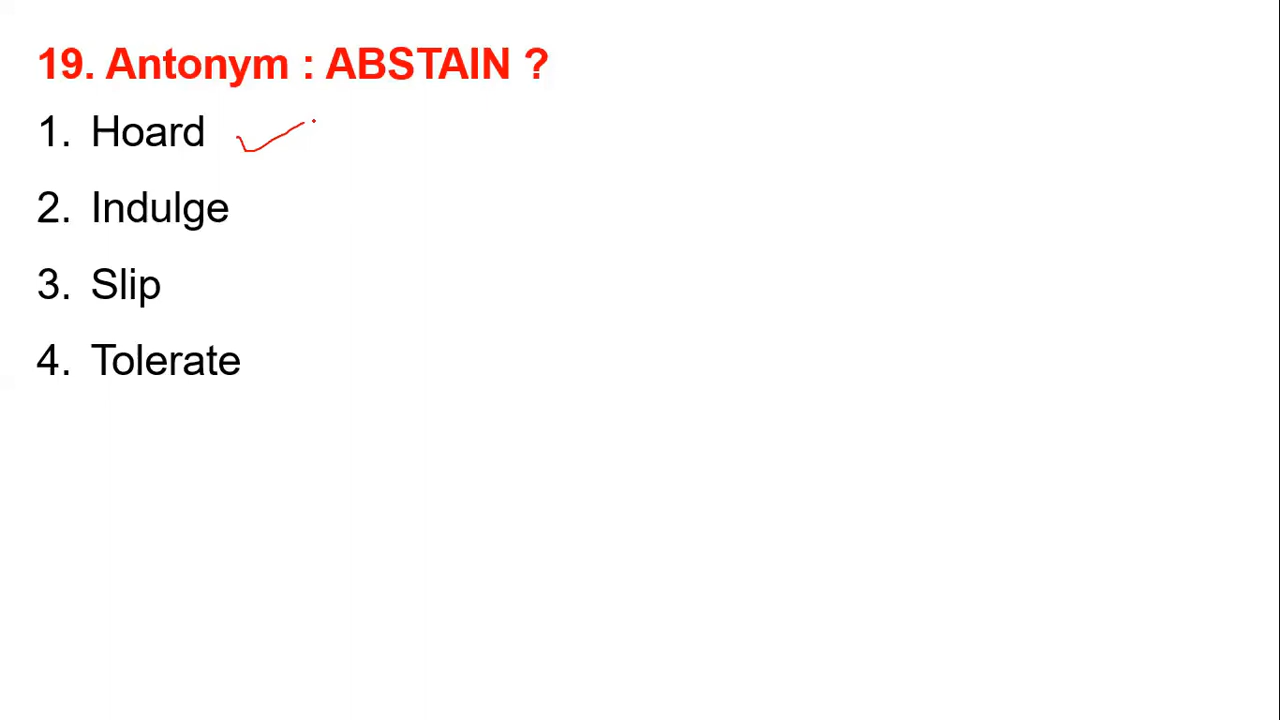 19. Antonym : ABSTAIN ?
1. Hoard
2. Indulge
3. Slip
4. Tolerate